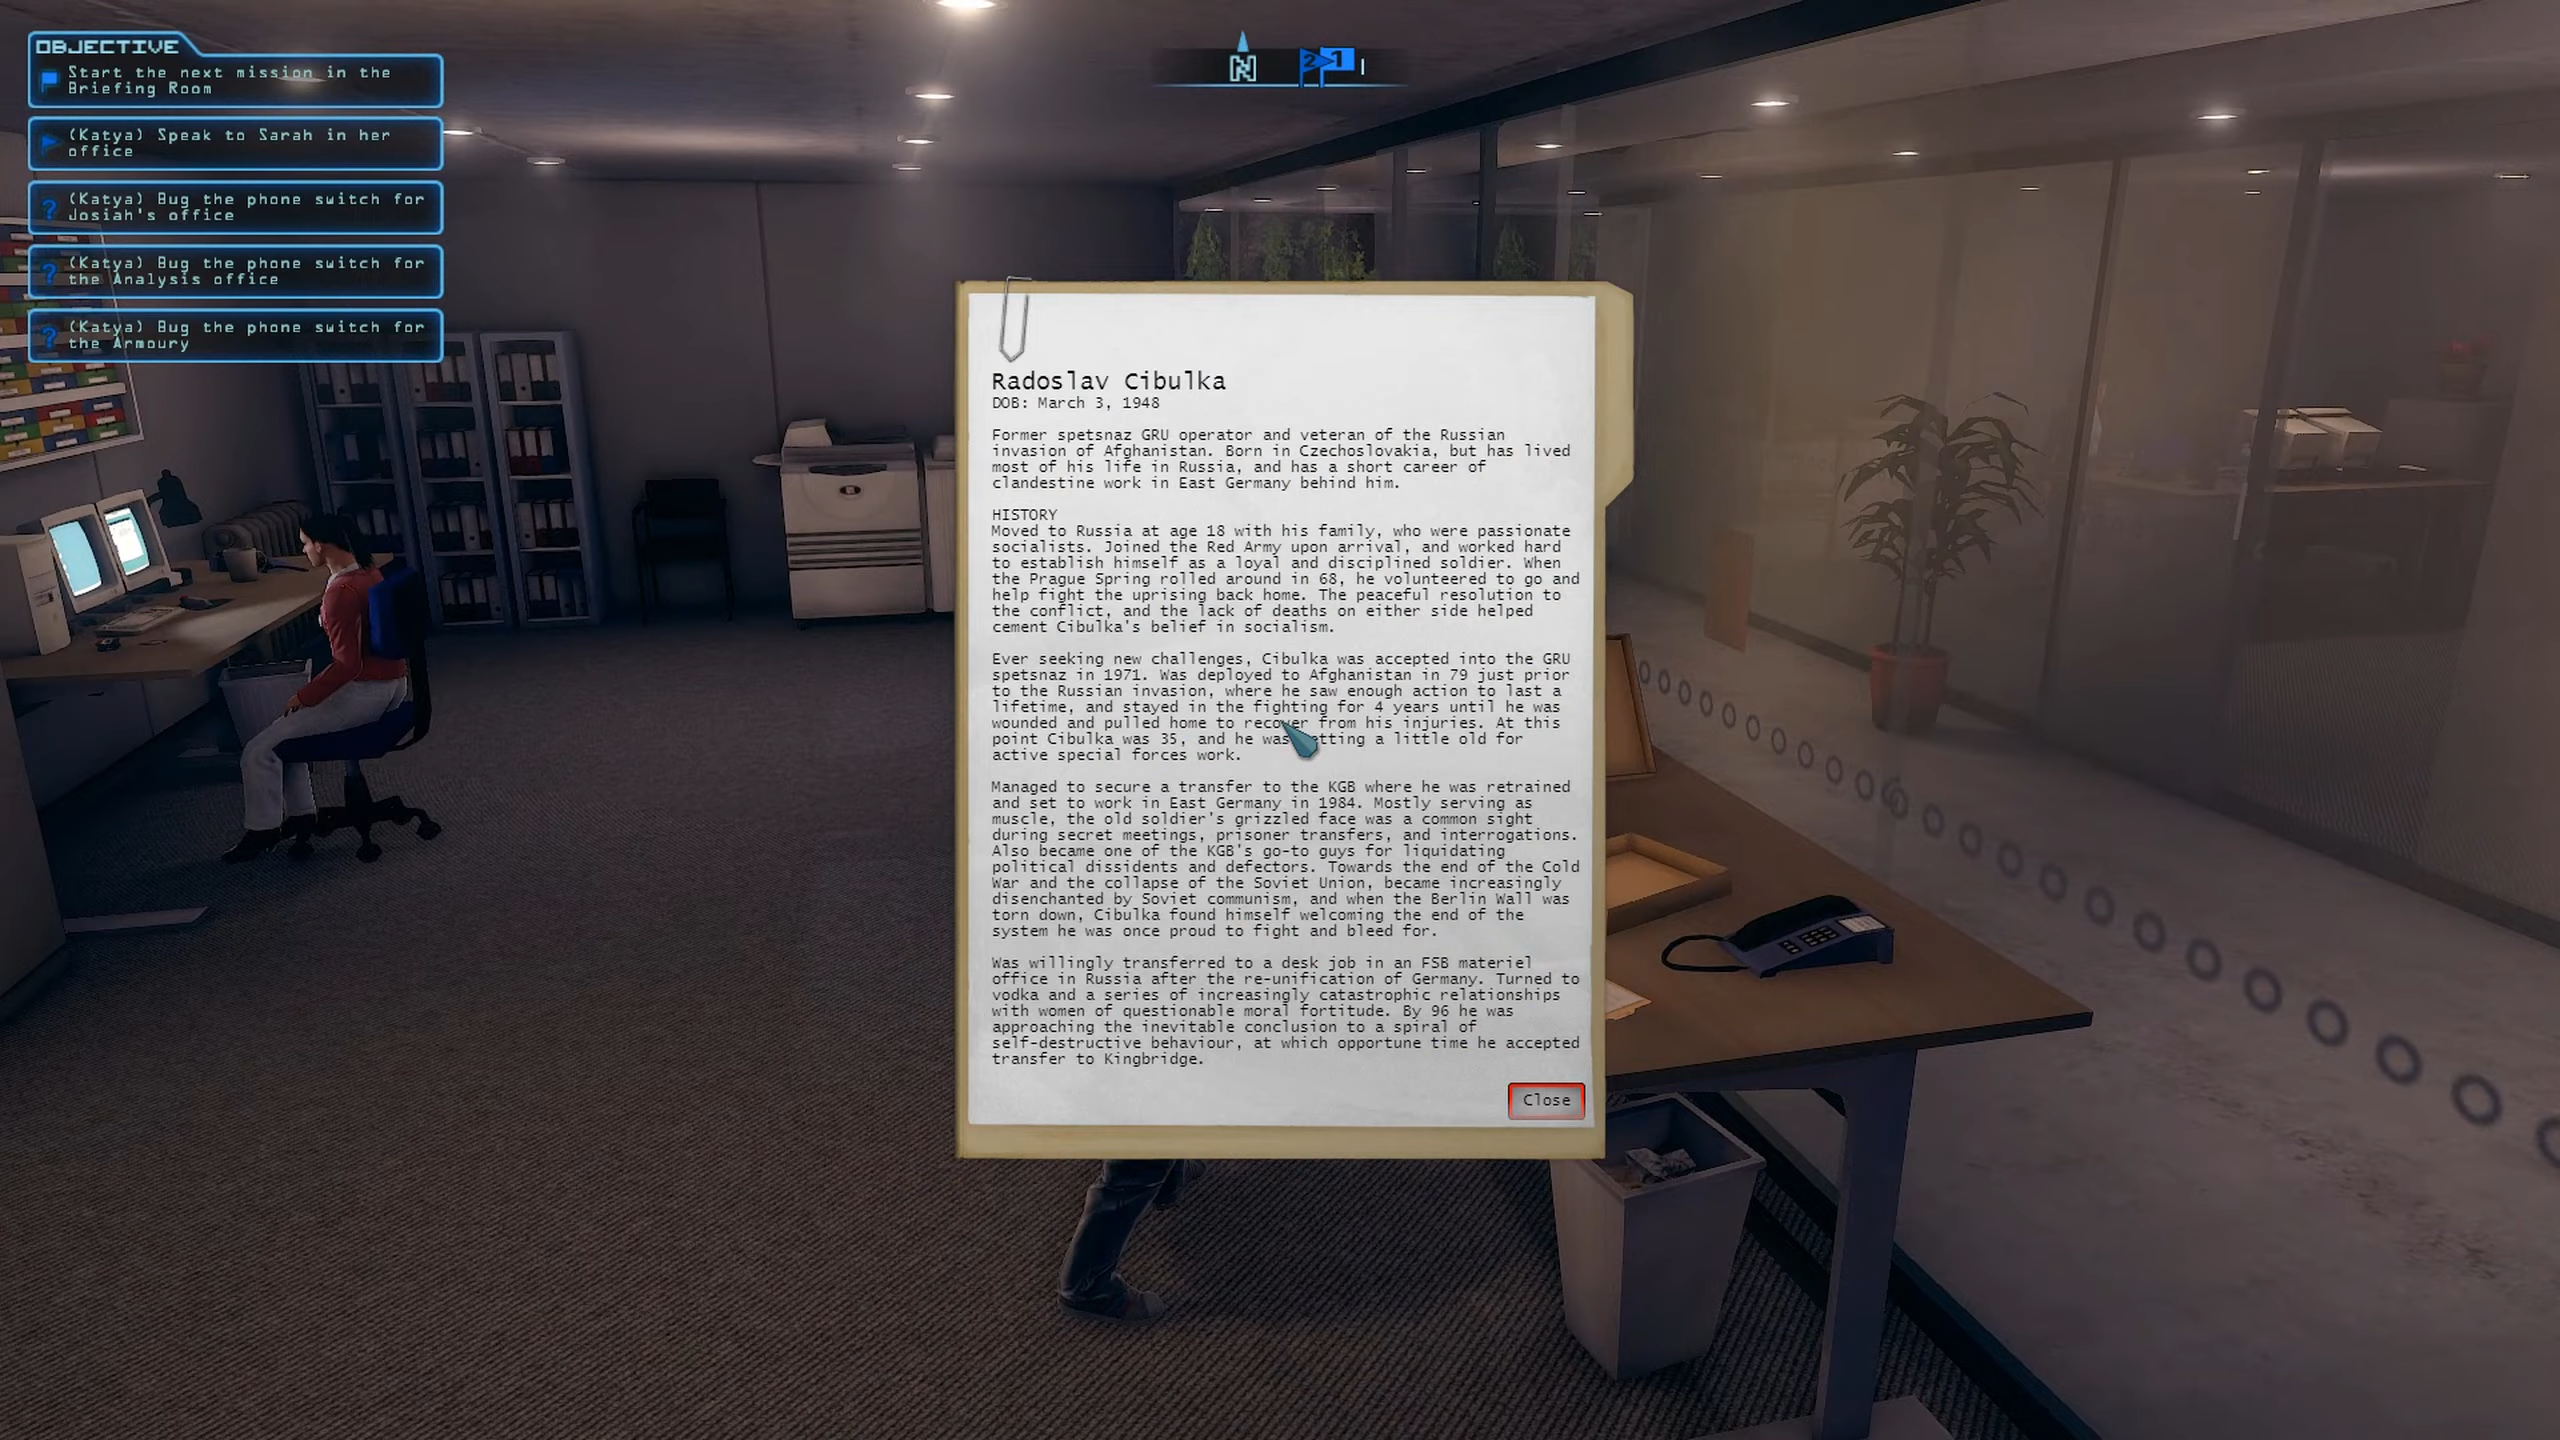 OBJECTIVE
Start the next mission in the
Briefing Room
(Katya) Speak to Sarah in her
office
(Katya) Bug the phone switch for
Josiah's office
(Katya) Bug the phone switch for
the Analysis office
(Katya) Bug the phone switch for
the Armoury
N 2 1
Radoslav Cibulka
DOB: March 3, 1948
Former spetsnaz GRU operator and veteran of the Russian
invasion of Afghanistan. Born in Czechoslovakia, but has lived
most of his life in Russia, and has a short career of
clandestine work in East Germany behind him.
HISTORY
Moved to Russia at age 18 with his family, who were passionate
socialists. Joined the Red Army upon arrival, and worked hard
to establish himself as a loyal and disciplined soldier. When
the Prague Spring rolled around in 68, he volunteered to go and
help fight the uprising back home. The peaceful resolution to
the conflict, and the lack of deaths on either side helped
cement Cibulka's belief in socialism.
Ever seeking new challenges, Cibulka was accepted into the GRU
spetsnaz in 1971. Was deployed to Afghanistan in 79 just prior
to the Russian invasion, where he saw enough action to last a
lifetime, and stayed in the fighting for 4 years until he was
wounded and pulled home to recover from his injuries. At this
point Cibulka was 35, and he was a little old for
active special forces work.
Managed to secure a transfer to the KGB where he was retrained
and set to work in East Germany in 1984. Mostly serving as
muscle, the old soldier's grizzled face was a common sight
during secret meetings, prisoner transfers, and interrogations.
Also became one of the KGB's go-to guys for liquidating
political dissidents and defectors. Towards the end of the Cold
War and the collapse of the Soviet Union, became increasingly
disenchanted by Soviet communism, and when the Berlin Wall was
torn down, Cibulka found himself welcoming the end of the
system he was once proud to fight and bleed for.
Was willingly transferred to a desk job in an FSB materiel
office in Russia after the re-unification of Germany. Turned to
vodka and a series of increasingly catastrophic relationships
with women of questionable moral fortitude. By 96 he was
approaching the inevitable conclusion to a spiral of
self-destructive behaviour, at which opportune time he accepted
transfer to Kingbridge.
Close